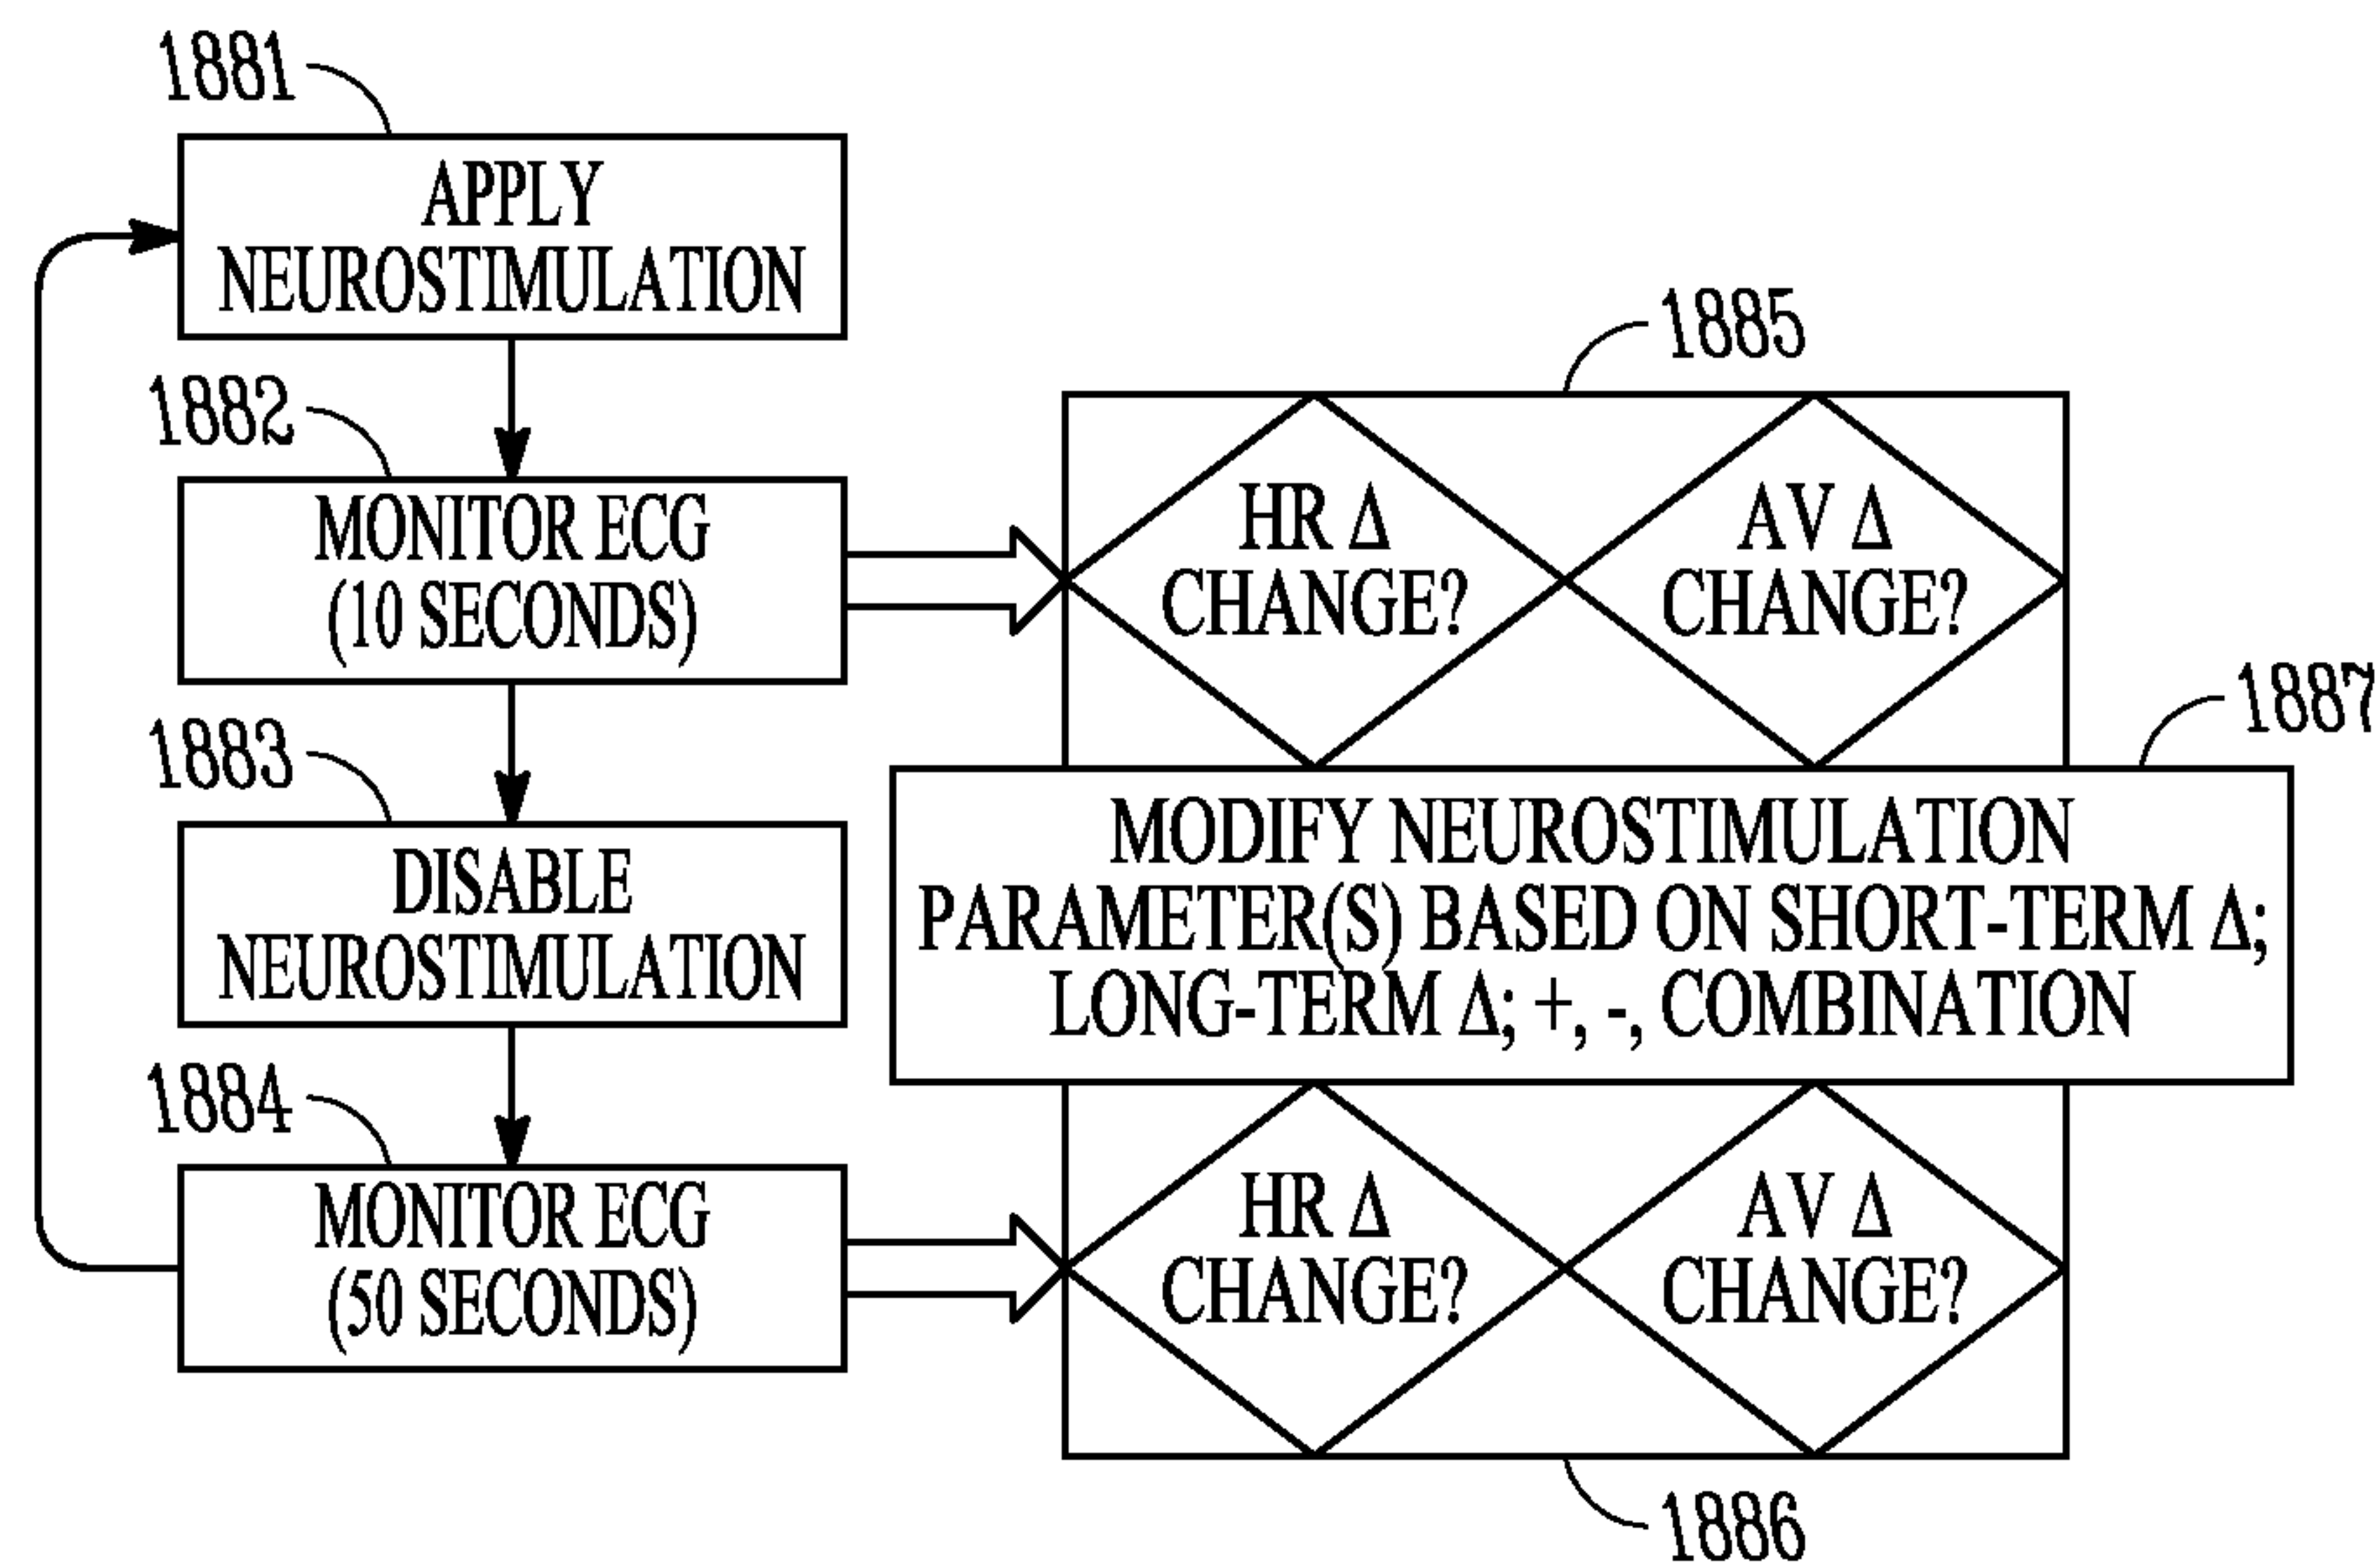 1881
APPLY
NEUROSTIMULATION
1882
MONITOR ECG
(10 SECONDS)
1883
DISABLE
NEUROSTIMULATION
1884
MONITOR ECG
(50 SECONDS)
1885
HR Δ
CHANGE?
AV Δ
CHANGE?
1887
MODIFY NEUROSTIMULATION
PARAMETER(S) BASED ON SHORT-TERM Δ;
LONG-TERM Δ; +, -, COMBINATION
HR Δ
CHANGE?
AV Δ
CHANGE?
1886